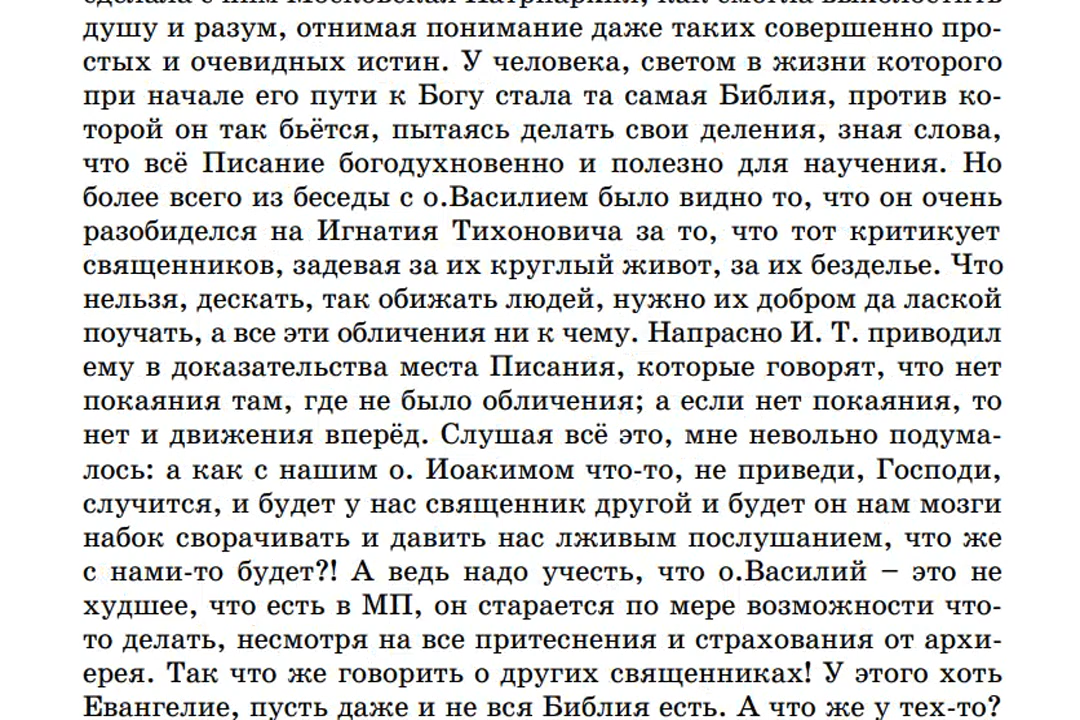 сделала с ним Московская Патриархия, как смогла выхолостить
душу и разум, отнимая понимание даже таких совершенно про-
стых и очевидных истин. У человека, светом в жизни которого
при начале его пути к Богу стала та самая Библия, против ко-
торой он так бьётся, пытаясь делать свои деления, зная слова,
что всё Писание богодухновенно и полезно для научения. Но
более всего из беседы с о.Василием было видно то, что он очень
разобиделся на Игнатия Тихоновича за то, что тот критикует
священников, задевая за их круглый живот, за их безделье. Что
нельзя, дескать, так обижать людей, нужно их добром да лаской
поучать, а все эти обличения ни к чему. Напрасно И. Т. приводил
ему в доказательства места Писания, которые говорят, что нет
покаяния там, где не было обличения; а если нет покаяния, то
нет и движения вперёд. Слушая всё это, мне невольно подума-
лось: а как с нашим о. Иоакимом что-то, не приведи, Господи,
случится, и будет у нас священник другой и будет он нам мозги
набок сворачивать и давить нас лживым послушанием, что же
с нами-то будет?! А ведь надо учесть, что о.Василий – это не
худшее, что есть в МП, он старается по мере возможности что-
то делать, несмотря на все притеснения и страхования от архи-
ерея. Так что же говорить о других священниках! У этого хоть
Евангелие, пусть даже и не вся Библия есть. А что же у тех-то?